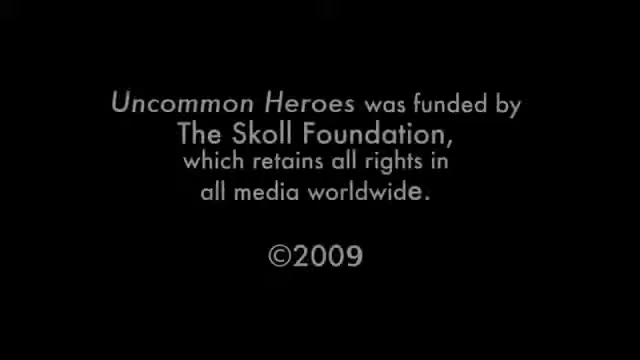 Uncommon Heroes was funded by
The Skoll Foundation,
which retains all rights in
all media worldwide.
©2009